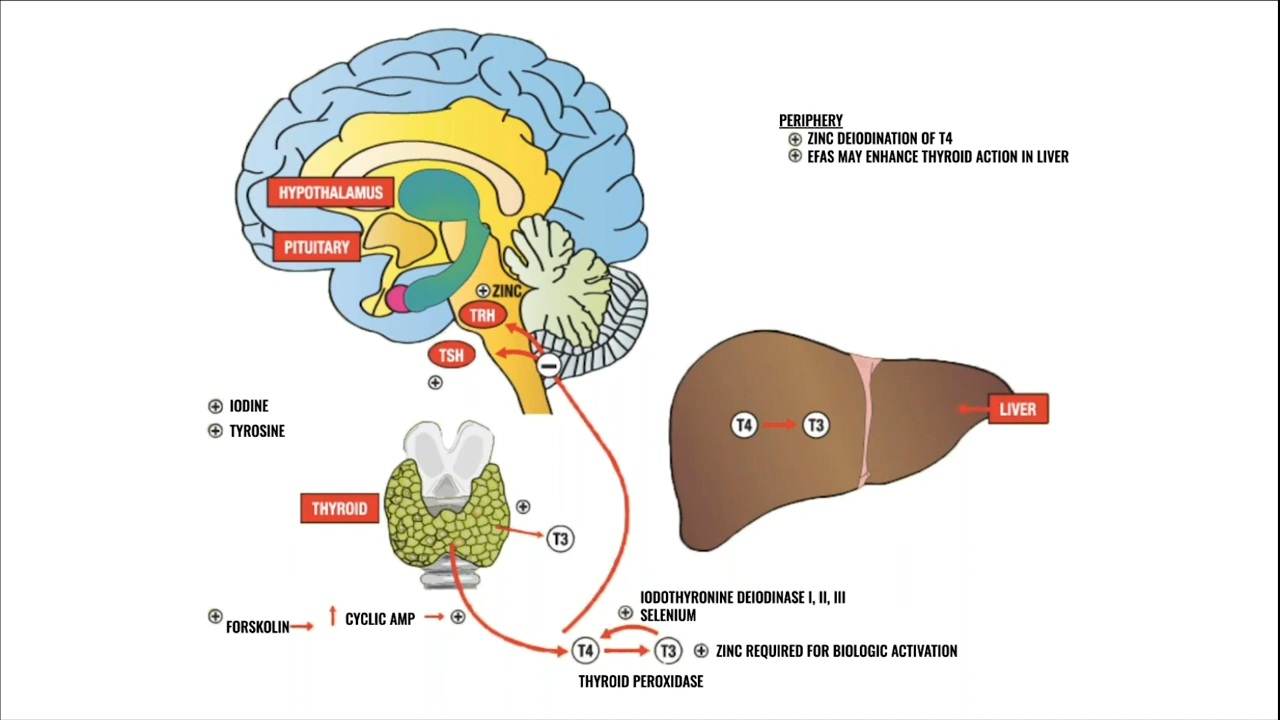 PERIPHERY
⊕ ZINC DEIODINATION OF T4
⊕ EFAS MAY ENHANCE THYROID ACTION IN LIVER
HYPOTHALAMUS
PITUITARY
⊕ ZINC
TRH
TSH
−
⊕
⊕ IODINE
⊕ TYROSINE
LIVER
T4 → T3
THYROID
⊕
T3
⊕ FORSKOLIN → ↑ CYCLIC AMP → ⊕
IODOTHYRONINE DEIODINASE I, II, III
⊕ SELENIUM
T4 → T3 ⊕ ZINC REQUIRED FOR BIOLOGIC ACTIVATION
THYROID PEROXIDASE